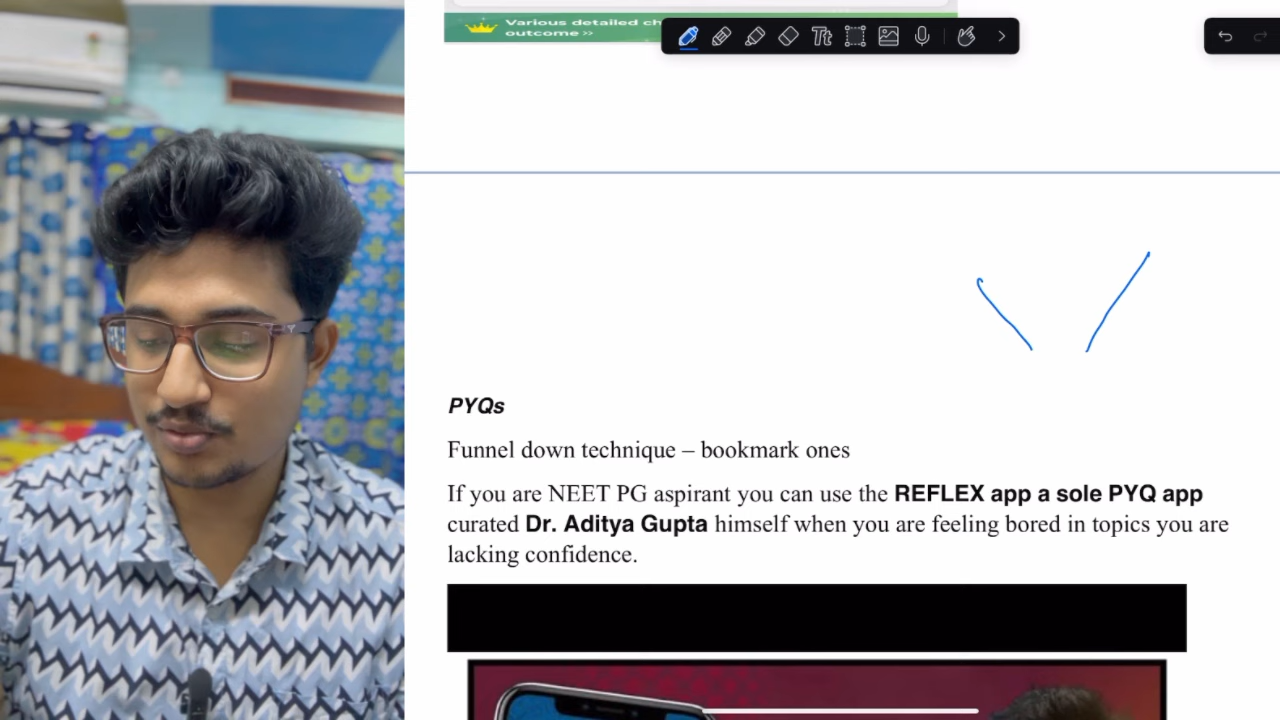 Various detailed ch
outcome >>
Tt
PYQs
Funnel down technique – bookmark ones
If you are NEET PG aspirant you can use the REFLEX app a sole PYQ app
curated Dr. Aditya Gupta himself when you are feeling bored in topics you are
lacking confidence.